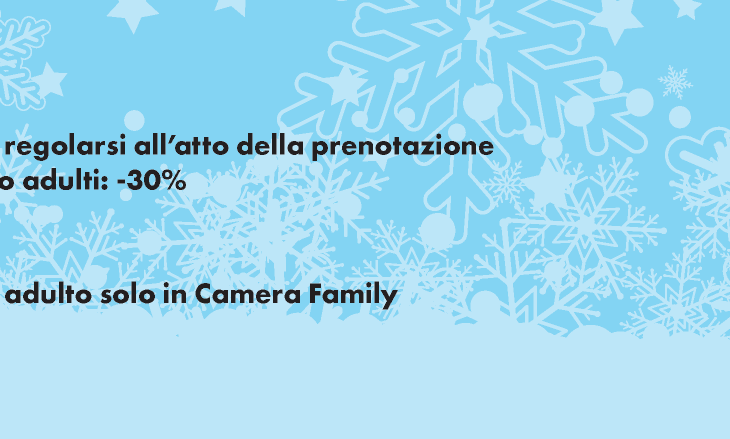 regolarsi all'atto della prenotazione
adulti: -30%
adulto solo in Camera Family